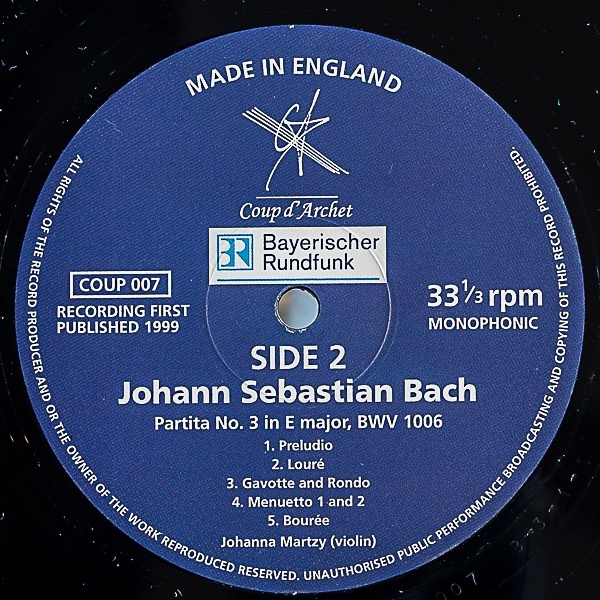 MADE IN ENGLAND
Coup d'Archet
BR Bayerischer
Rundfunk
COUP 007
RECORDING FIRST
PUBLISHED 1999
33 1/3 rpm
MONOPHONIC
SIDE 2
Johann Sebastian Bach
Partita No. 3 in E major, BWV 1006
1. Preludio
2. Louré
3. Gavotte and Rondo
4. Menuetto 1 and 2
5. Bourée
Johanna Martzy (violin)
ALL RIGHTS OF THE RECORD PRODUCER AND/OR THE OWNER OF THE WORK REPRODUCED RESERVED. UNAUTHORISED PUBLIC PERFORMANCE BROADCASTING AND COPYING OF THIS RECORD PROHIBITED.